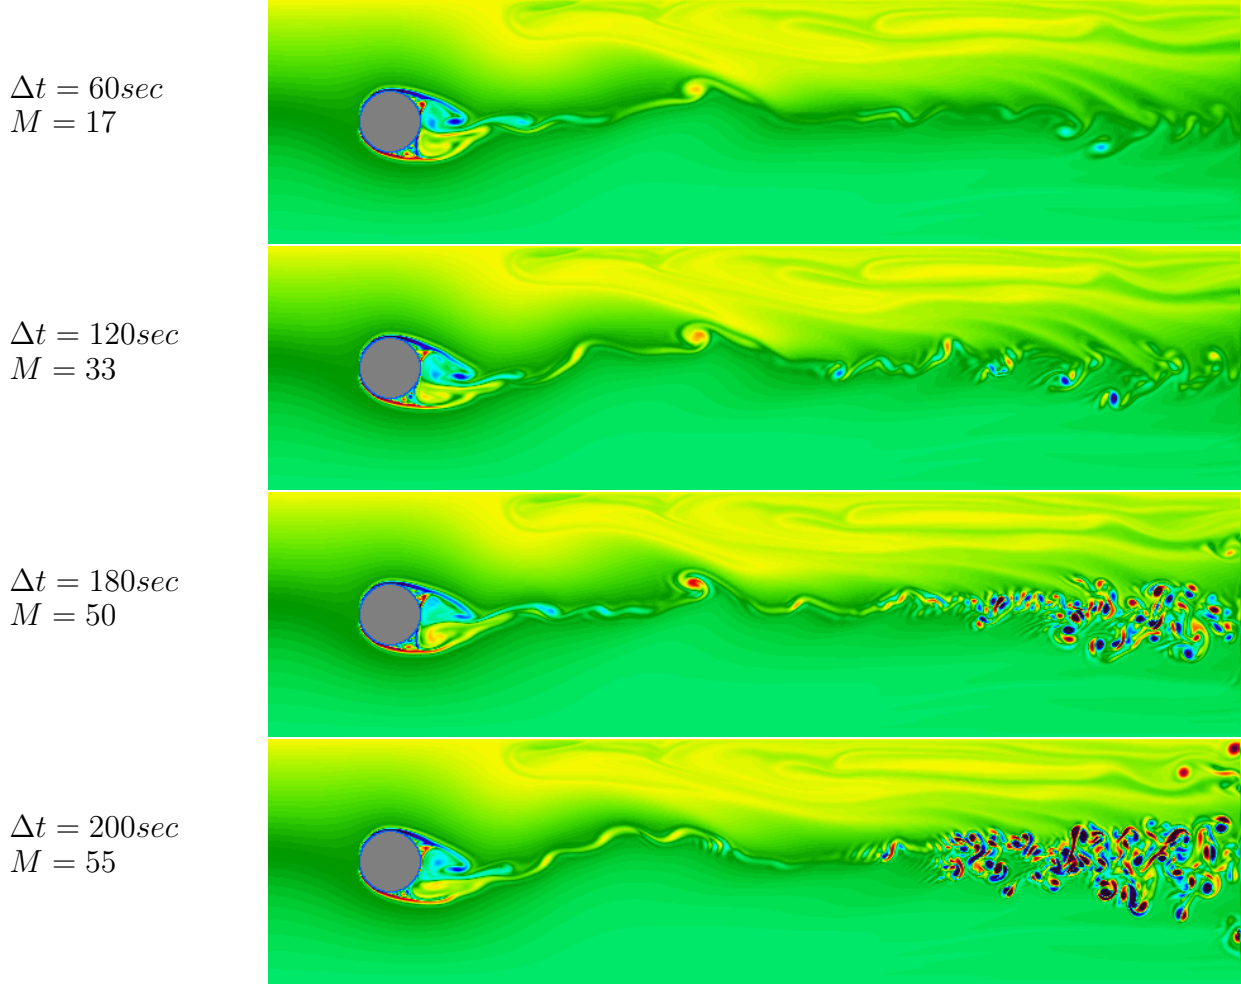 Δt = 60sec
M = 17
Δt = 120sec
M = 33
Δt = 180sec
M = 50
Δt = 200sec
M = 55